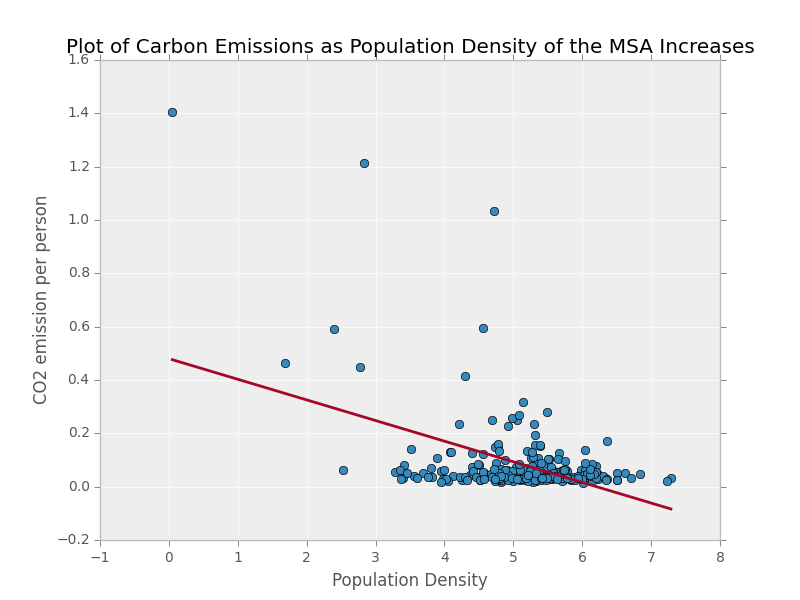 Plot of Carbon Emissions as Population Density of the MSA Increases
1.6
1.4
1.2
1.0
0.8
0.6
0.4
0.2
0.0
−0.2
CO2 emission per person
−1 0 1 2 3 4 5 6 7 8
Population Density